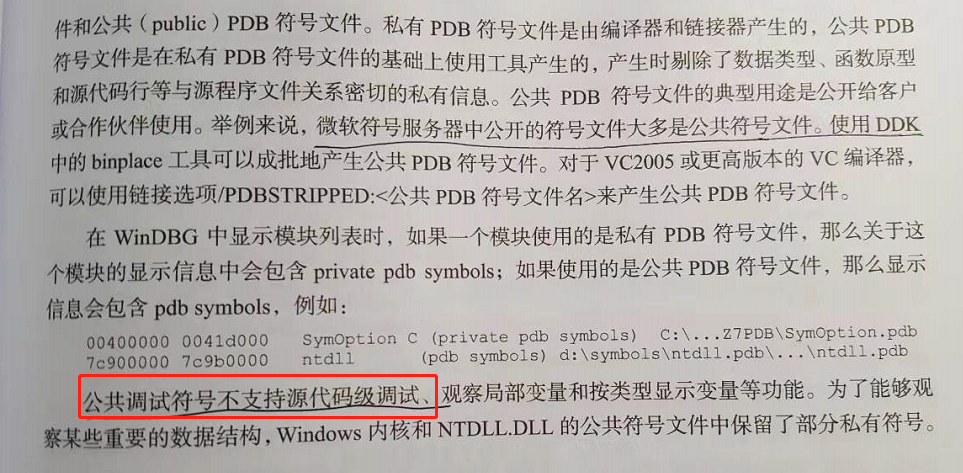 件和公共（public）PDB 符号文件。私有 PDB 符号文件是由编译器和链接器产生的，公共 PDB
符号文件是在私有 PDB 符号文件的基础上使用工具产生的，产生时剔除了数据类型、函数原型
和源代码行等与源程序文件关系密切的私有信息。公共 PDB 符号文件的典型用途是公开给客户
或合作伙伴使用。举例来说，微软符号服务器中公开的符号文件大多是公共符号文件。使用 DDK
中的 binplace 工具可以成批地产生公共 PDB 符号文件。对于 VC2005 或更高版本的 VC 编译器，
可以使用链接选项/PDBSTRIPPED:<公共 PDB 符号文件名>来产生公共 PDB 符号文件。
在 WinDBG 中显示模块列表时，如果一个模块使用的是私有 PDB 符号文件，那么关于这
个模块的显示信息中会包含 private pdb symbols；如果使用的是公共 PDB 符号文件，那么显示
信息会包含 pdb symbols，例如：
00400000 0041d000 SymOption C (private pdb symbols) C:\...Z7PDB\SymOption.pdb
7c900000 7c9b0000 ntdll (pdb symbols) d:\symbols\ntdll.pdb\...\ntdll.pdb
公共调试符号不支持源代码级调试、观察局部变量和按类型显示变量等功能。为了能够观
察某些重要的数据结构，Windows 内核和 NTDLL.DLL 的公共符号文件中保留了部分私有符号。